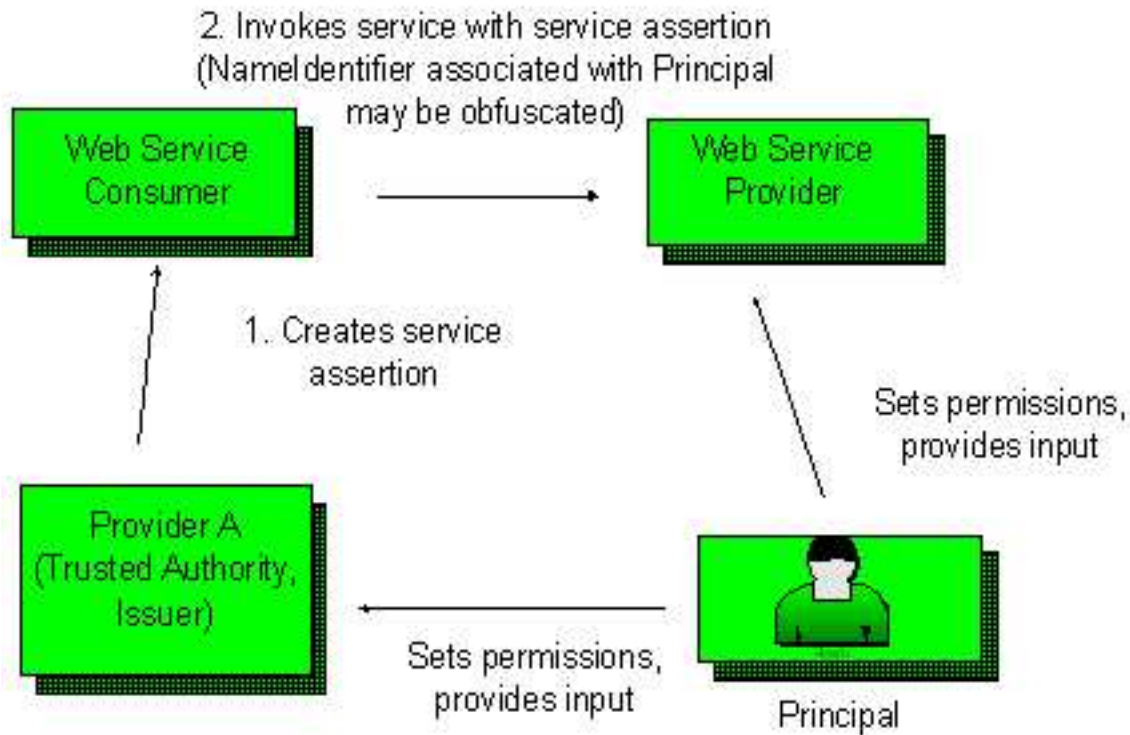 2. Invokes service with service assertion
(NameIdentifier associated with Principal
may be obfuscated)
Web Service
Consumer
Web Service
Provider
1. Creates service
assertion
Sets permissions,
provides input
Provider A
(Trusted Authority,
Issuer)
Sets permissions,
provides input
Principal